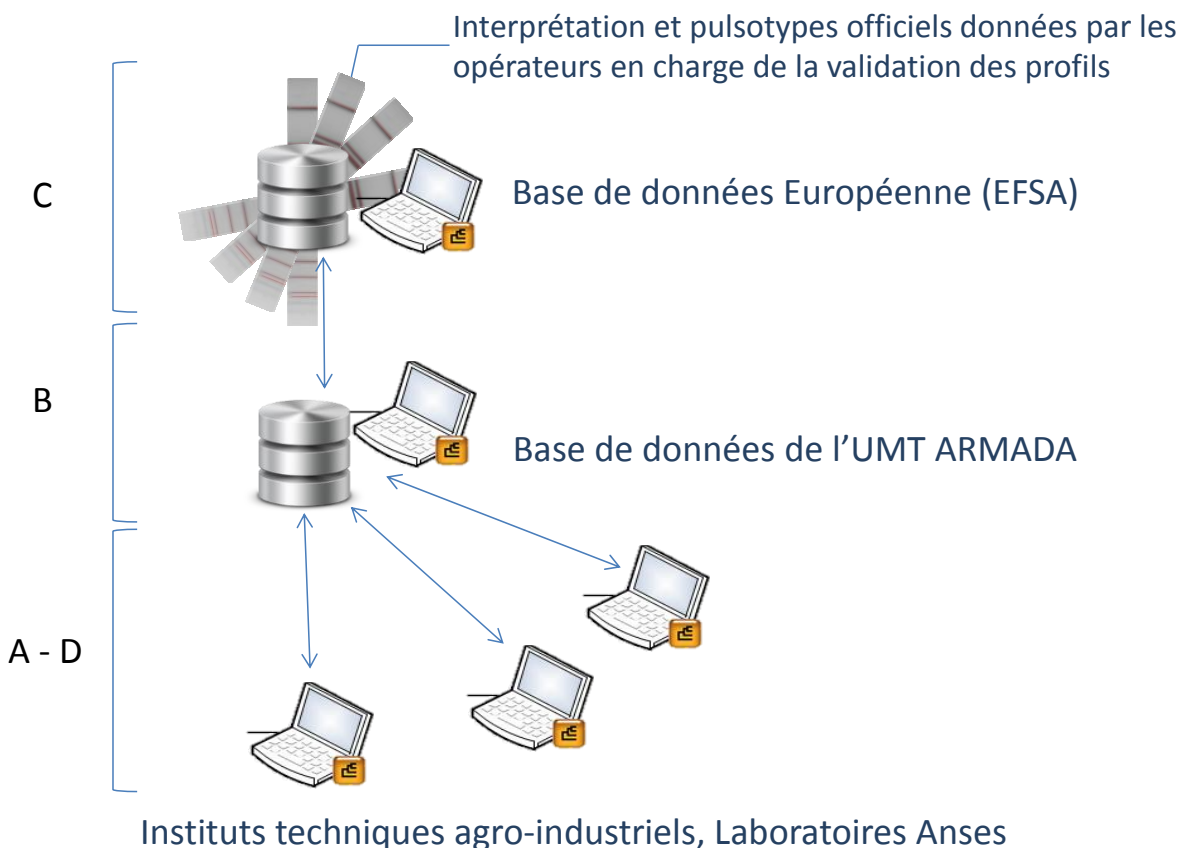 Interprétation et pulsotypes officiels données par les
opérateurs en charge de la validation des profils
C
Base de données Européenne (EFSA)
B
Base de données de l’UMT ARMADA
A - D
Instituts techniques agro-industriels, Laboratoires Anses